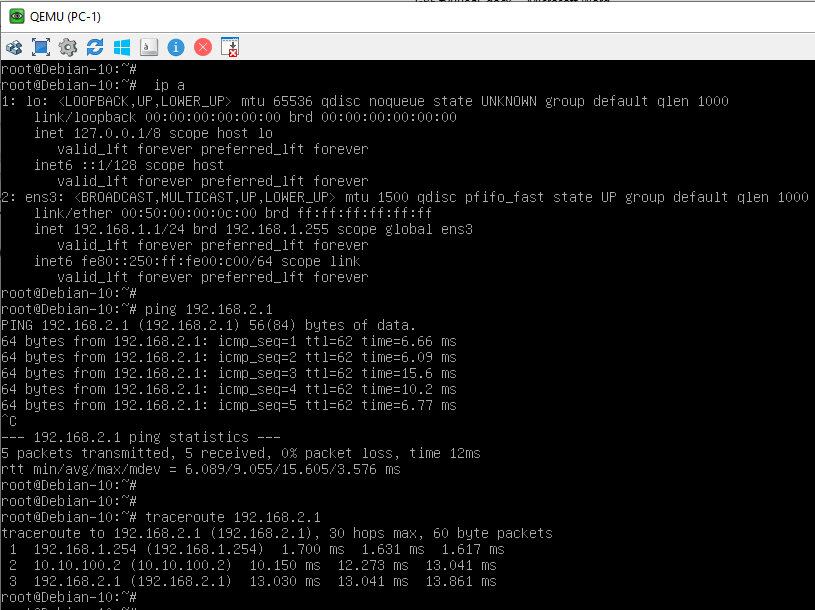 QEMU (PC-1)
root@Debian-10:~#
root@Debian-10:~#  ip a
1: lo: <LOOPBACK,UP,LOWER_UP> mtu 65536 qdisc noqueue state UNKNOWN group default qlen 1000
    link/loopback 00:00:00:00:00:00 brd 00:00:00:00:00:00
    inet 127.0.0.1/8 scope host lo
       valid_lft forever preferred_lft forever
    inet6 ::1/128 scope host
       valid_lft forever preferred_lft forever
2: ens3: <BROADCAST,MULTICAST,UP,LOWER_UP> mtu 1500 qdisc pfifo_fast state UP group default qlen 1000
    link/ether 00:50:00:00:0c:00 brd ff:ff:ff:ff:ff:ff
    inet 192.168.1.1/24 brd 192.168.1.255 scope global ens3
       valid_lft forever preferred_lft forever
    inet6 fe80::250:ff:fe00:c00/64 scope link
       valid_lft forever preferred_lft forever
root@Debian-10:~#
root@Debian-10:~# ping 192.168.2.1
PING 192.168.2.1 (192.168.2.1) 56(84) bytes of data.
64 bytes from 192.168.2.1: icmp_seq=1 ttl=62 time=6.66 ms
64 bytes from 192.168.2.1: icmp_seq=2 ttl=62 time=6.09 ms
64 bytes from 192.168.2.1: icmp_seq=3 ttl=62 time=15.6 ms
64 bytes from 192.168.2.1: icmp_seq=4 ttl=62 time=10.2 ms
64 bytes from 192.168.2.1: icmp_seq=5 ttl=62 time=6.77 ms
^C
--- 192.168.2.1 ping statistics ---
5 packets transmitted, 5 received, 0% packet loss, time 12ms
rtt min/avg/max/mdev = 6.089/9.055/15.605/3.576 ms
root@Debian-10:~#
root@Debian-10:~#
root@Debian-10:~# traceroute 192.168.2.1
traceroute to 192.168.2.1 (192.168.2.1), 30 hops max, 60 byte packets
 1  192.168.1.254 (192.168.1.254)  1.700 ms  1.631 ms  1.617 ms
 2  10.10.100.2 (10.10.100.2)  10.150 ms  12.273 ms  13.041 ms
 3  192.168.2.1 (192.168.2.1)  13.030 ms  13.041 ms  13.861 ms
root@Debian-10:~#